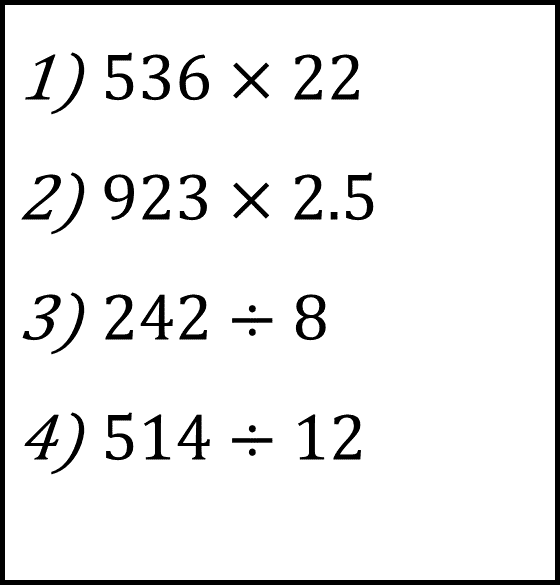 1) 536 × 22
2) 923 × 2.5
3) 242 ÷ 8
4) 514 ÷ 12